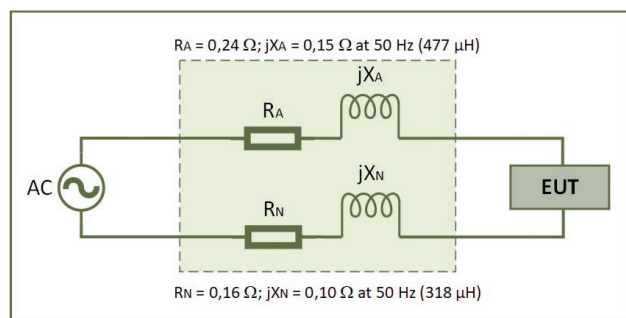 RA = 0,24 Ω; jXA = 0,15 Ω at 50 Hz (477 µH)
jXA
RA
AC
EUT
jXN
RN
RN = 0,16 Ω; jXN = 0,10 Ω at 50 Hz (318 µH)